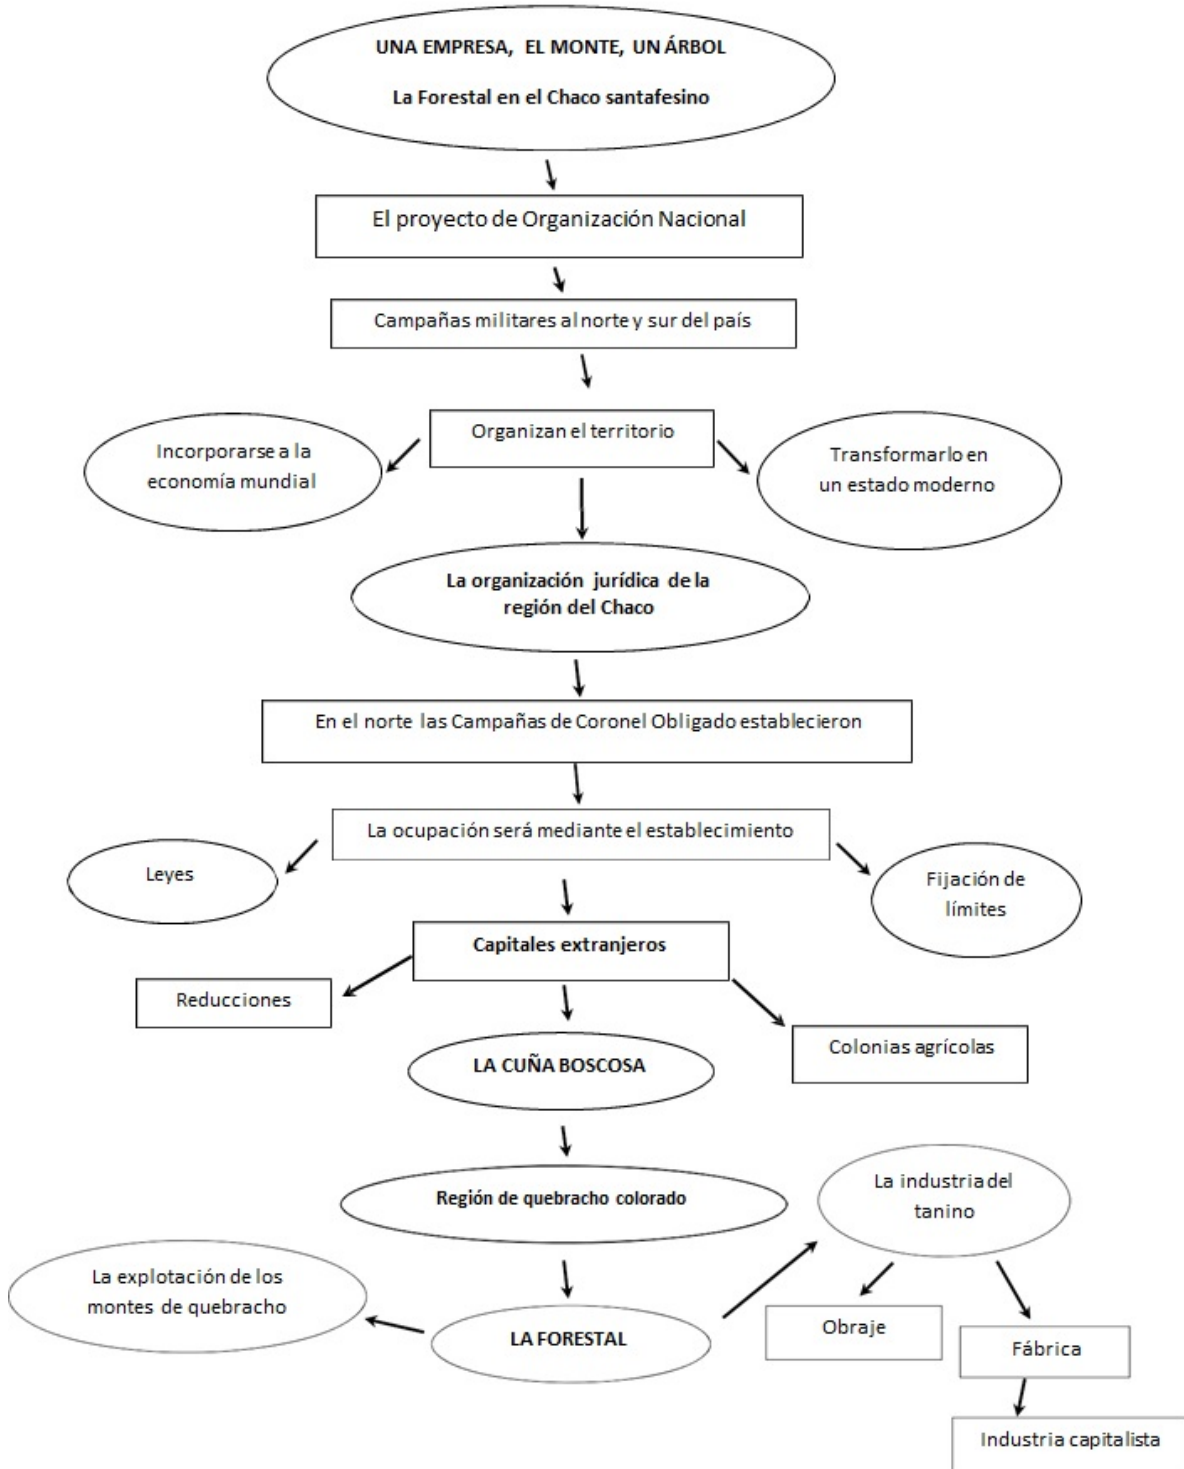 UNA EMPRESA, EL MONTE, UN ÁRBOL
La Forestal en el Chaco santafesino
El proyecto de Organización Nacional
Campañas militares al norte y sur del país
Organizan el territorio
Incorporarse a la
economía mundial
Transformarlo en
un estado moderno
La organización jurídica de la
región del Chaco
En el norte las Campañas de Coronel Obligado establecieron
La ocupación será mediante el establecimiento
Leyes
Fijación de
límites
Capitales extranjeros
Reducciones
Colonias agrícolas
LA CUÑA BOSCOSA
Región de quebracho colorado
La industria del
tanino
La explotación de los
montes de quebracho
LA FORESTAL
Obraje
Fábrica
Industria capitalista